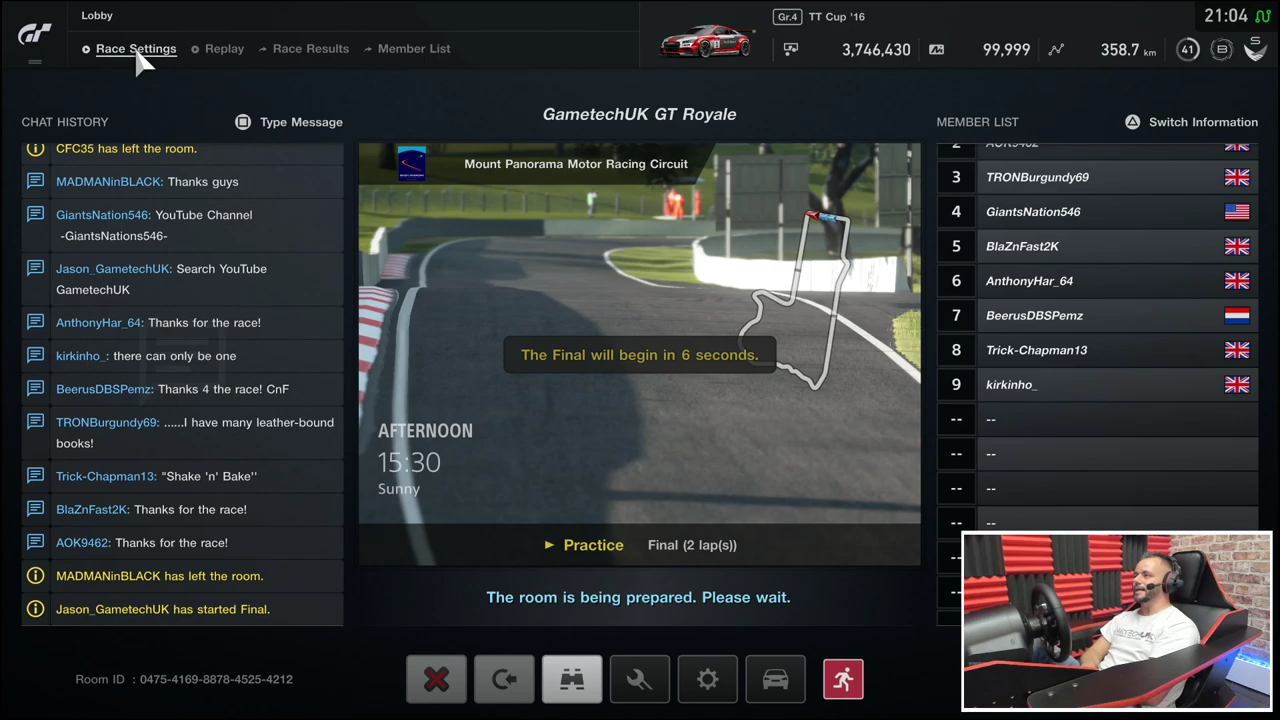 Lobby
Race Settings
Replay
Race Results
Member List
Gr.4
TT Cup '16
3,746,430
99,999
358.7 km
41
B
S
21:04
CHAT HISTORY
Type Message
CFC35 has left the room.
MADMANinBLACK: Thanks guys
GiantsNation546: YouTube Channel
-GiantsNations546-
Jason_GametechUK: Search YouTube
GametechUK
AnthonyHar_64: Thanks for the race!
kirkinho_: there can only be one
BeerusDBSPemz: Thanks 4 the race! CnF
TRONBurgundy69: ......I have many leather-bound
books!
Trick-Chapman13: "Shake 'n' Bake''
BlaZnFast2K: Thanks for the race!
AOK9462: Thanks for the race!
MADMANinBLACK has left the room.
Jason_GametechUK has started Final.
GametechUK GT Royale
Mount Panorama Motor Racing Circuit
The Final will begin in 6 seconds.
AFTERNOON
15:30
Sunny
Practice
Final (2 lap(s))
The room is being prepared. Please wait.
MEMBER LIST
Switch Information
2 AOK9462
3 TRONBurgundy69
4 GiantsNation546
5 BlaZnFast2K
6 AnthonyHar_64
7 BeerusDBSPemz
8 Trick-Chapman13
9 kirkinho_
-- --
-- --
-- --
-- --
Room ID : 0475-4169-8878-4525-4212